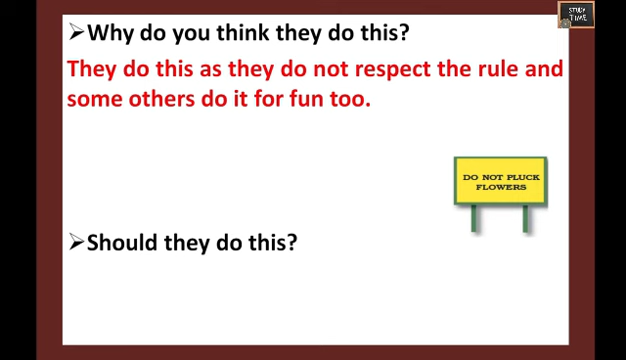 STUDY
TIME
➢Why do you think they do this?
They do this as they do not respect the rule and
some others do it for fun too.
DO NOT PLUCK
FLOWERS
➢Should they do this?